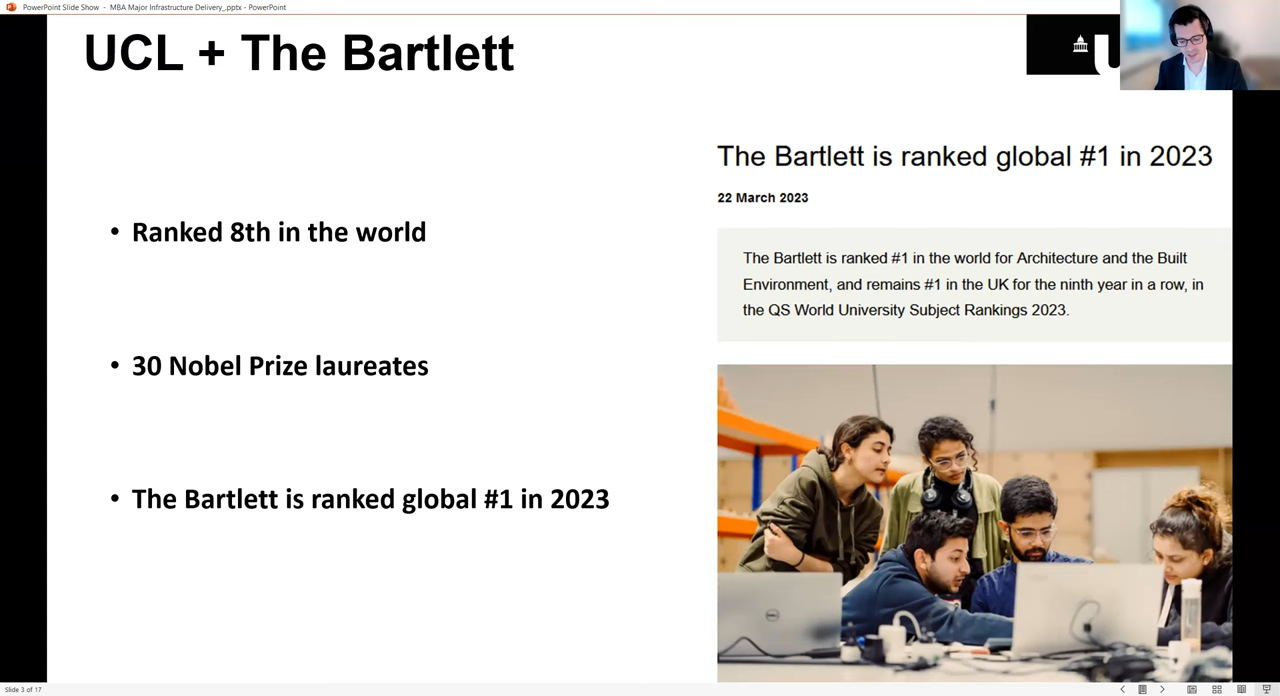 PowerPoint Slide Show - MBA Major Infrastructure Delivery_.pptx - PowerPoint
UCL + The Bartlett
• Ranked 8th in the world
• 30 Nobel Prize laureates
• The Bartlett is ranked global #1 in 2023
The Bartlett is ranked global #1 in 2023
22 March 2023
The Bartlett is ranked #1 in the world for Architecture and the Built
Environment, and remains #1 in the UK for the ninth year in a row, in
the QS World University Subject Rankings 2023.
DELL
Slide 3 of 17